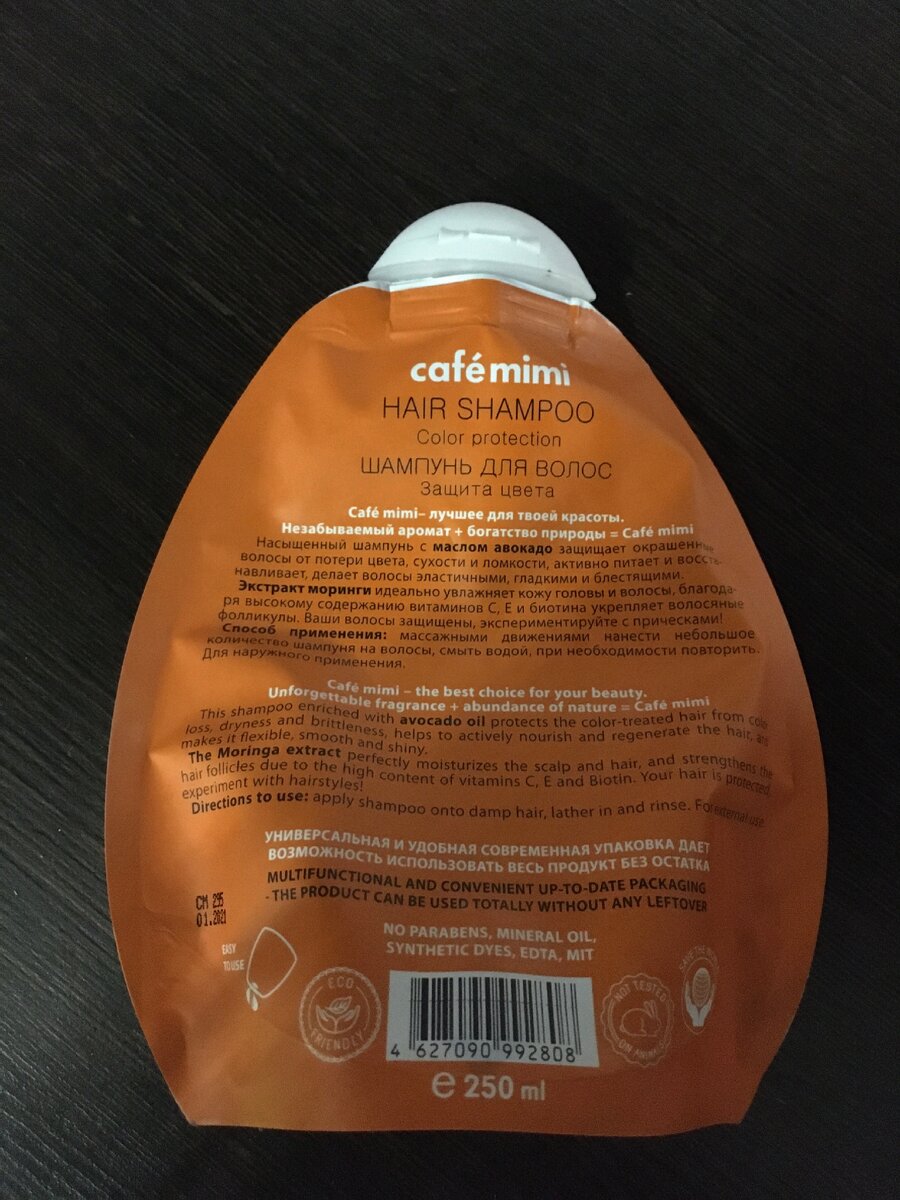 café mimi
HAIR SHAMPOO
Color protection
ШАМПУНЬ ДЛЯ ВОЛОС
Защита цвета
Café mimi– лучшее для твоей красоты.
Незабываемый аромат + богатство природы = Café mimi
Насыщенный шампунь с маслом авокадо защищает
волосы от потери цвета, сухости и ломкости, активно питает и восста-
навливает, делает волосы эластичными, гладкими и блестящими.
Экстракт моринги идеально увлажняет кожу головы и волосы, благода-
ря высокому содержанию витаминов С, Е и биотина укрепляет волосяные
фолликулы. Ваши волосы защищены, экспериментируйте с прическами!
Способ применения: массажными движениями нанести небольшое
количество шампуня на волосы, смыть водой, при необходимости повторить.
Для наружного применения.
Café mimi – the best choice for your beauty.
Unforgettable fragrance + abundance of nature = Café mimi
This shampoo enriched with avocado oil protects the color-treated hair from color
loss, dryness and brittleness, helps to actively nourish and regenerate the hair,
makes it flexible, smooth and shiny.
The Moringa extract perfectly moisturizes the scalp and hair, and strengthens the
hair follicles due to the high content of vitamins C, E and Biotin. Your hair is protected,
experiment with hairstyles!
Directions to use: apply shampoo onto damp hair, lather in and rinse. For external use.
УНИВЕРСАЛЬНАЯ И УДОБНАЯ СОВРЕМЕННАЯ УПАКОВКА ДАЕТ
ВОЗМОЖНОСТЬ ИСПОЛЬЗОВАТЬ ВЕСЬ ПРОДУКТ БЕЗ ОСТАТКА
MULTIFUNCTIONAL AND CONVENIENT UP-TO-DATE PACKAGING
- THE PRODUCT CAN BE USED TOTALLY WITHOUT ANY LEFTOVER
CM 295
01.2021
NO PARABENS, MINERAL OIL,
SYNTHETIC DYES, EDTA, MIT
EASY
TO USE
ECO
FRIENDLY
4 627090 992808
NOT TESTED
ON ANIMALS
SAVE THE
e 250 ml